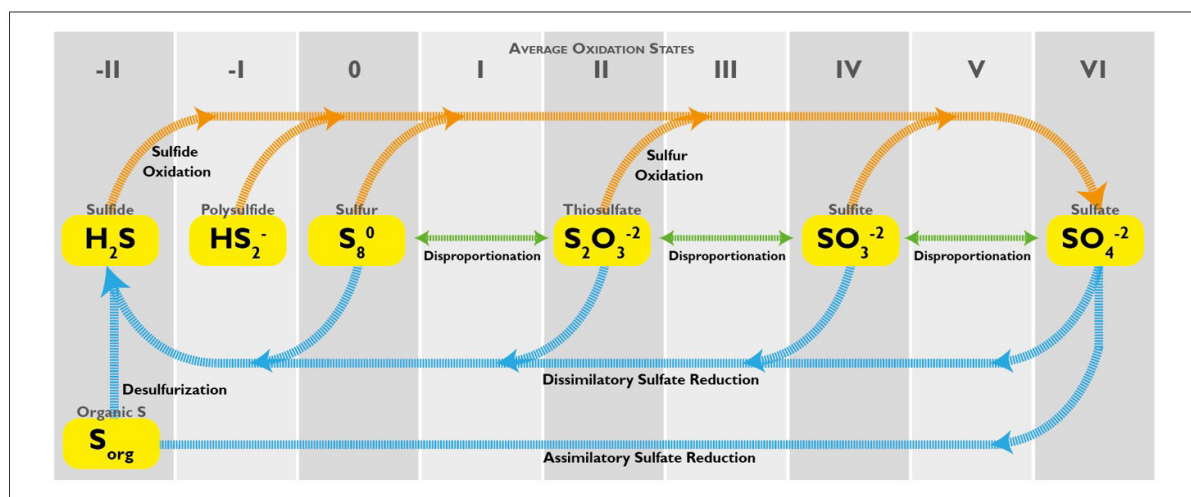 AVERAGE OXIDATION STATES
-II -I 0 I II III IV V VI
Sulfide
Oxidation
Sulfur
Oxidation
Sulfide Polysulfide Sulfur Thiosulfate Sulfite Sulfate
H₂S HS₂⁻ S₈⁰ S₂O₃⁻² SO₃⁻² SO₄⁻²
Disproportionation Disproportionation Disproportionation
Dissimilatory Sulfate Reduction
Desulfurization
Organic S
Sorg
Assimilatory Sulfate Reduction